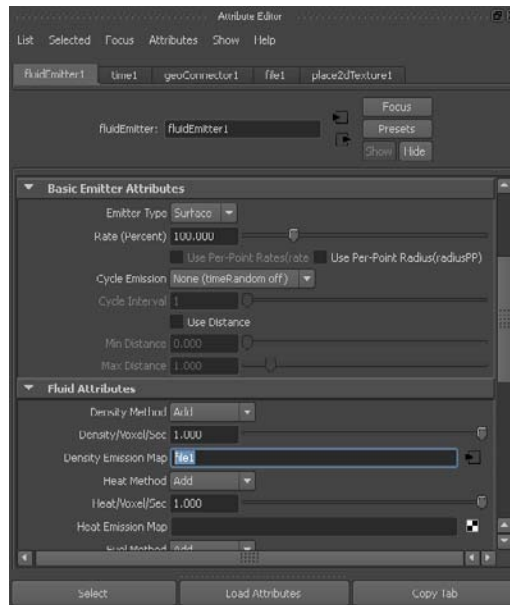 Attribute Editor
List Selected Focus Attributes Show Help
fluidEmitter1 time1 geoConnector1 file1 place2dTexture1
Focus
fluidEmitter: fluidEmitter1
Presets
Show Hide
Basic Emitter Attributes
Emitter Type Surface
Rate (Percent) 100.000
Use Per-Point Rates(rate Use Per-Point Radius(radiusPP)
Cycle Emission None (timeRandom off)
Cycle Interval 1
Use Distance
Min Distance 0.000
Max Distance 1.000
Fluid Attributes
Density Method Add
Density/Voxel/Sec 1.000
Density Emission Map file1
Heat Method Add
Heat/Voxel/Sec 1.000
Heat Emission Map
Fuel Method Add
Select Load Attributes Copy Tab